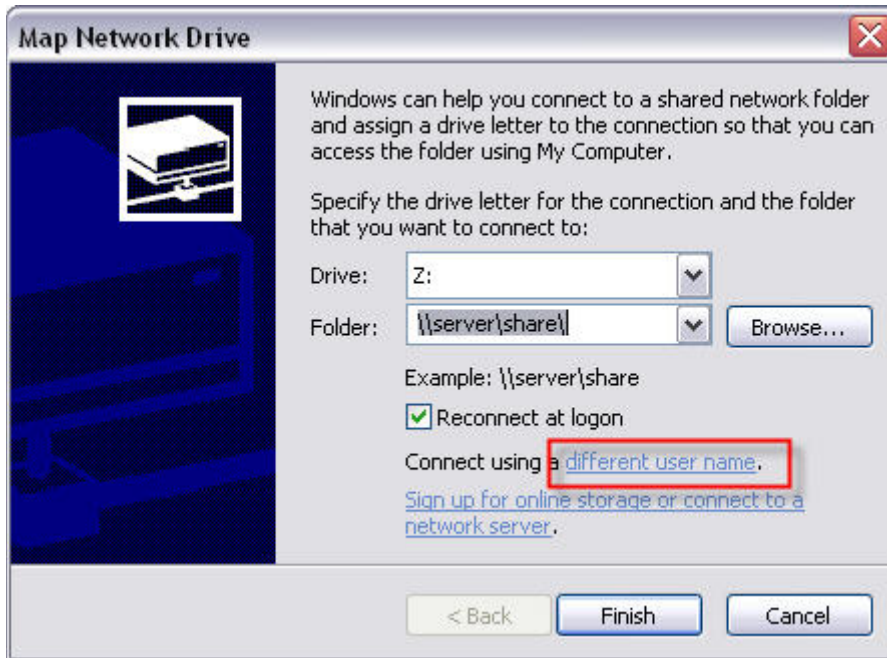 Map Network Drive
Windows can help you connect to a shared network folder
and assign a drive letter to the connection so that you can
access the folder using My Computer.
Specify the drive letter for the connection and the folder
that you want to connect to:
Drive: Z:
Folder: \\server\share\ Browse...
Example: \\server\share
Reconnect at logon
Connect using a different user name.
Sign up for online storage or connect to a
network server.
< Back Finish Cancel